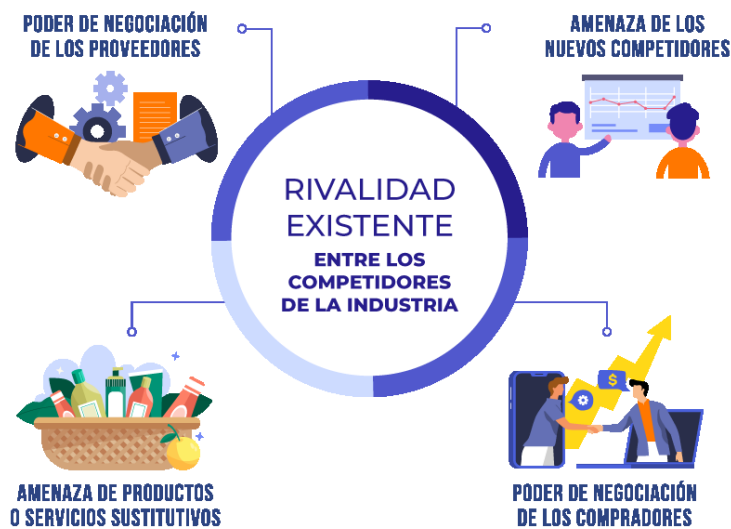 PODER DE NEGOCIACIÓN
DE LOS PROVEEDORES
AMENAZA DE LOS
NUEVOS COMPETIDORES
RIVALIDAD
EXISTENTE
ENTRE LOS
COMPETIDORES
DE LA INDUSTRIA
$
AMENAZA DE PRODUCTOS
O SERVICIOS SUSTITUTIVOS
PODER DE NEGOCIACIÓN
DE LOS COMPRADORES